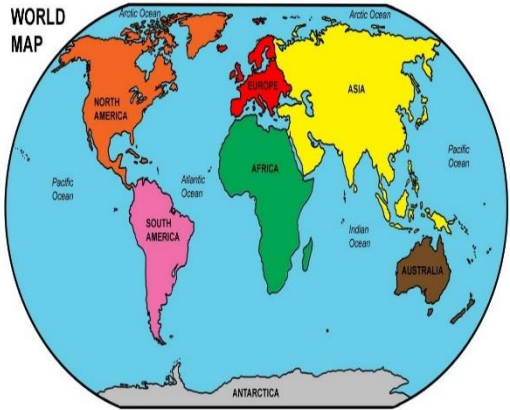 WORLD
MAP
Arctic Ocean
Arctic Ocean
NORTH
AMERICA
EUROPE
ASIA
Pacific
Ocean
Atlantic
Ocean
AFRICA
Pacific
Ocean
SOUTH
AMERICA
Indian
Ocean
AUSTRALIA
ANTARCTICA